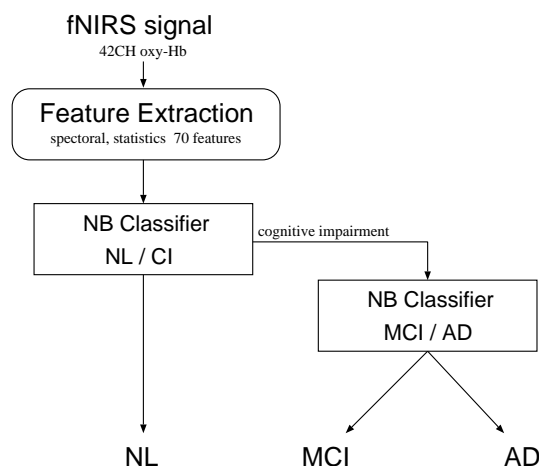 fNIRS signal
42CH oxy-Hb
Feature Extraction
spectoral, statistics 70 features
NB Classifier
NL / CI
cognitive impairment
NB Classifier
MCI / AD
NL
MCI
AD